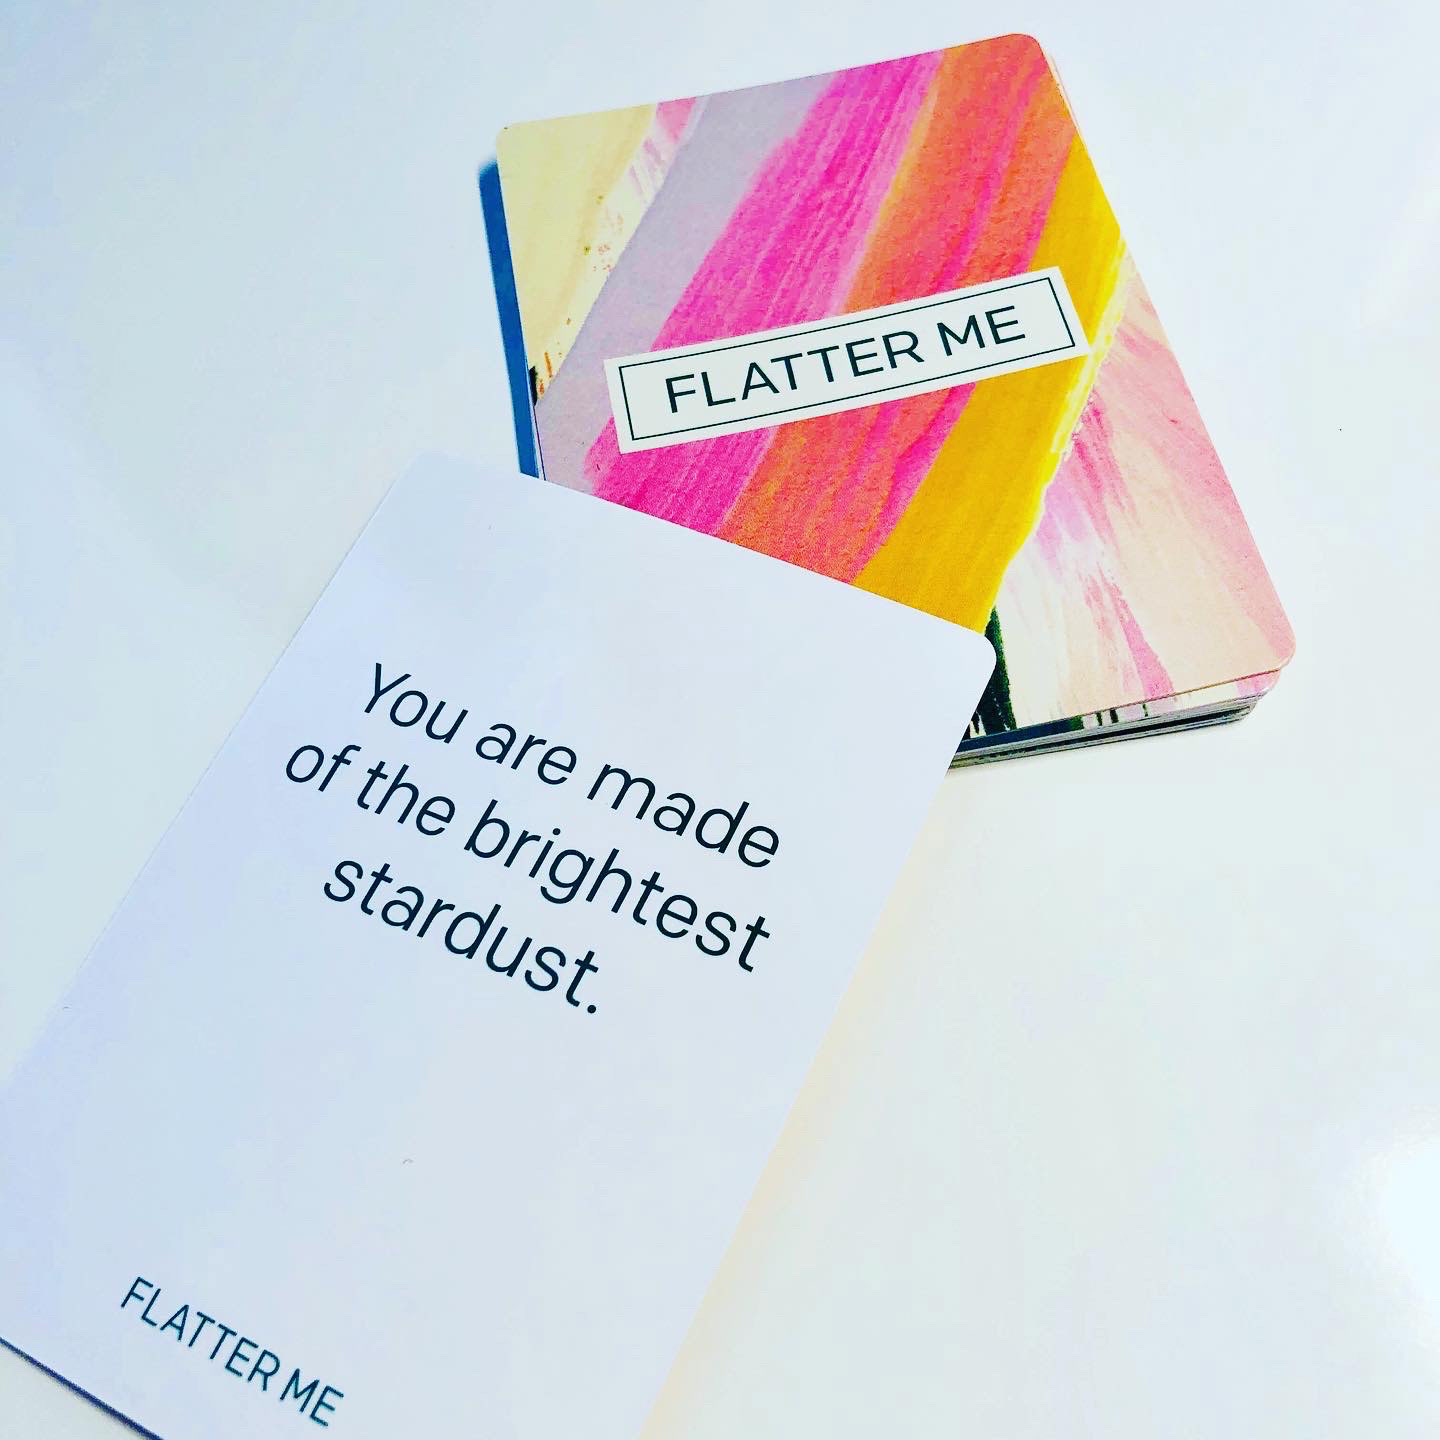 FLATTER ME
You are made
of the brightest
stardust.
FLATTER ME